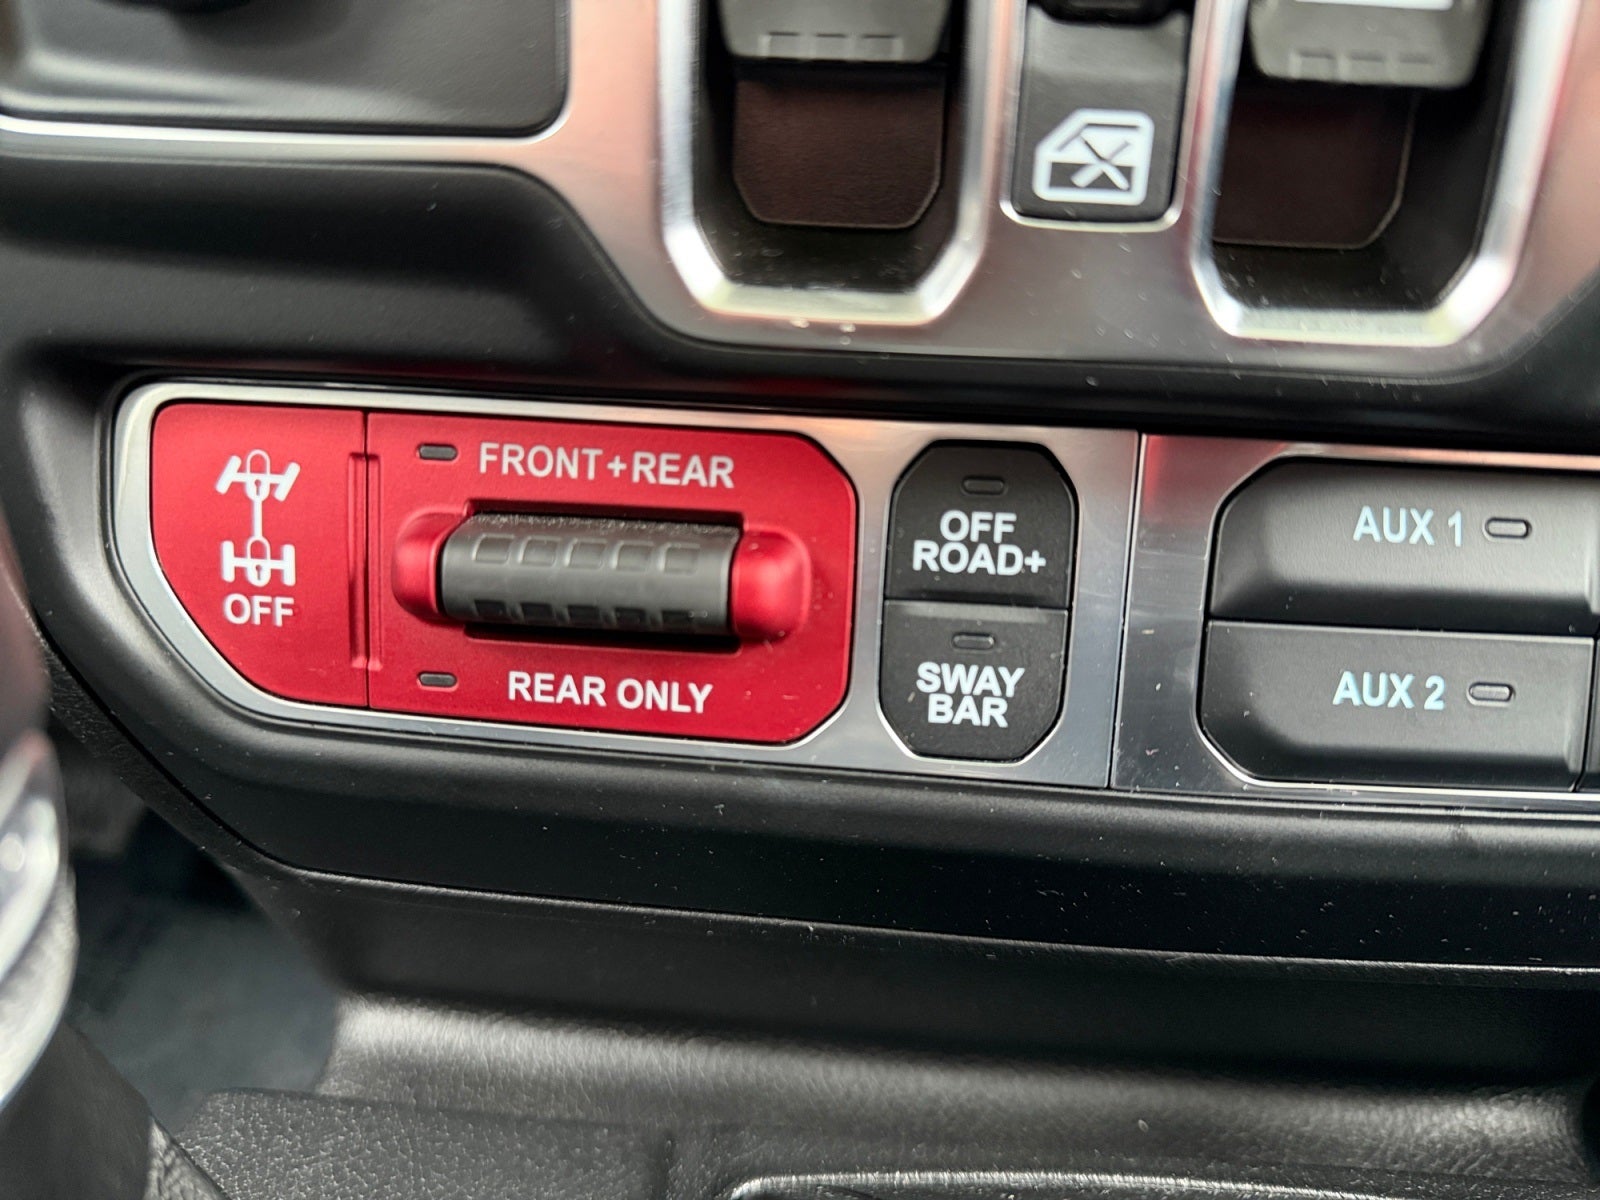 FRONT+REAR
OFF
REAR ONLY
OFF
ROAD+
SWAY
BAR
AUX 1
AUX 2